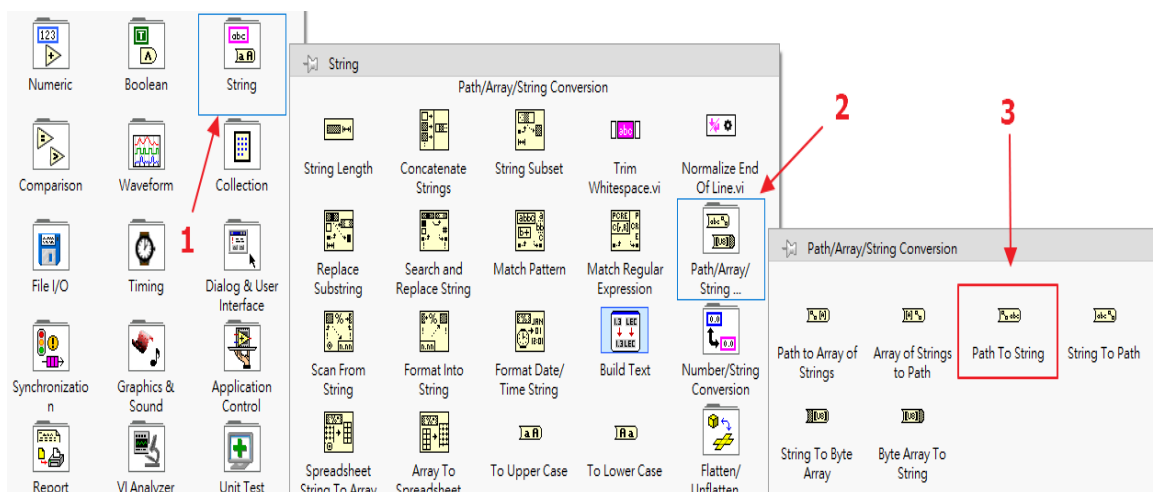 123
abc
Numeric
Boolean
String
1
Comparison
Waveform
Collection
File I/O
Timing
Dialog & User
Interface
Synchronizatio
n
Graphics &
Sound
Application
Control
Report
VI Analyzer
Unit Test
String
Path/Array/String Conversion
String Length
Concatenate
Strings
String Subset
abc
Trim
Whitespace.vi
Normalize End
Of Line.vi
Replace
Substring
Search and
Replace String
Match Pattern
Match Regular
Expression
Path/Array/
String ...
Scan From
String
Format Into
String
Format Date/
Time String
Build Text
Number/String
Conversion
Spreadsheet
String To Array
Array To
Spreadsheet...
To Upper Case
To Lower Case
Flatten/
Unflatten...
2
3
Path/Array/String Conversion
Path to Array of
Strings
Array of Strings
to Path
Path To String
String To Path
String To Byte
Array
Byte Array To
String